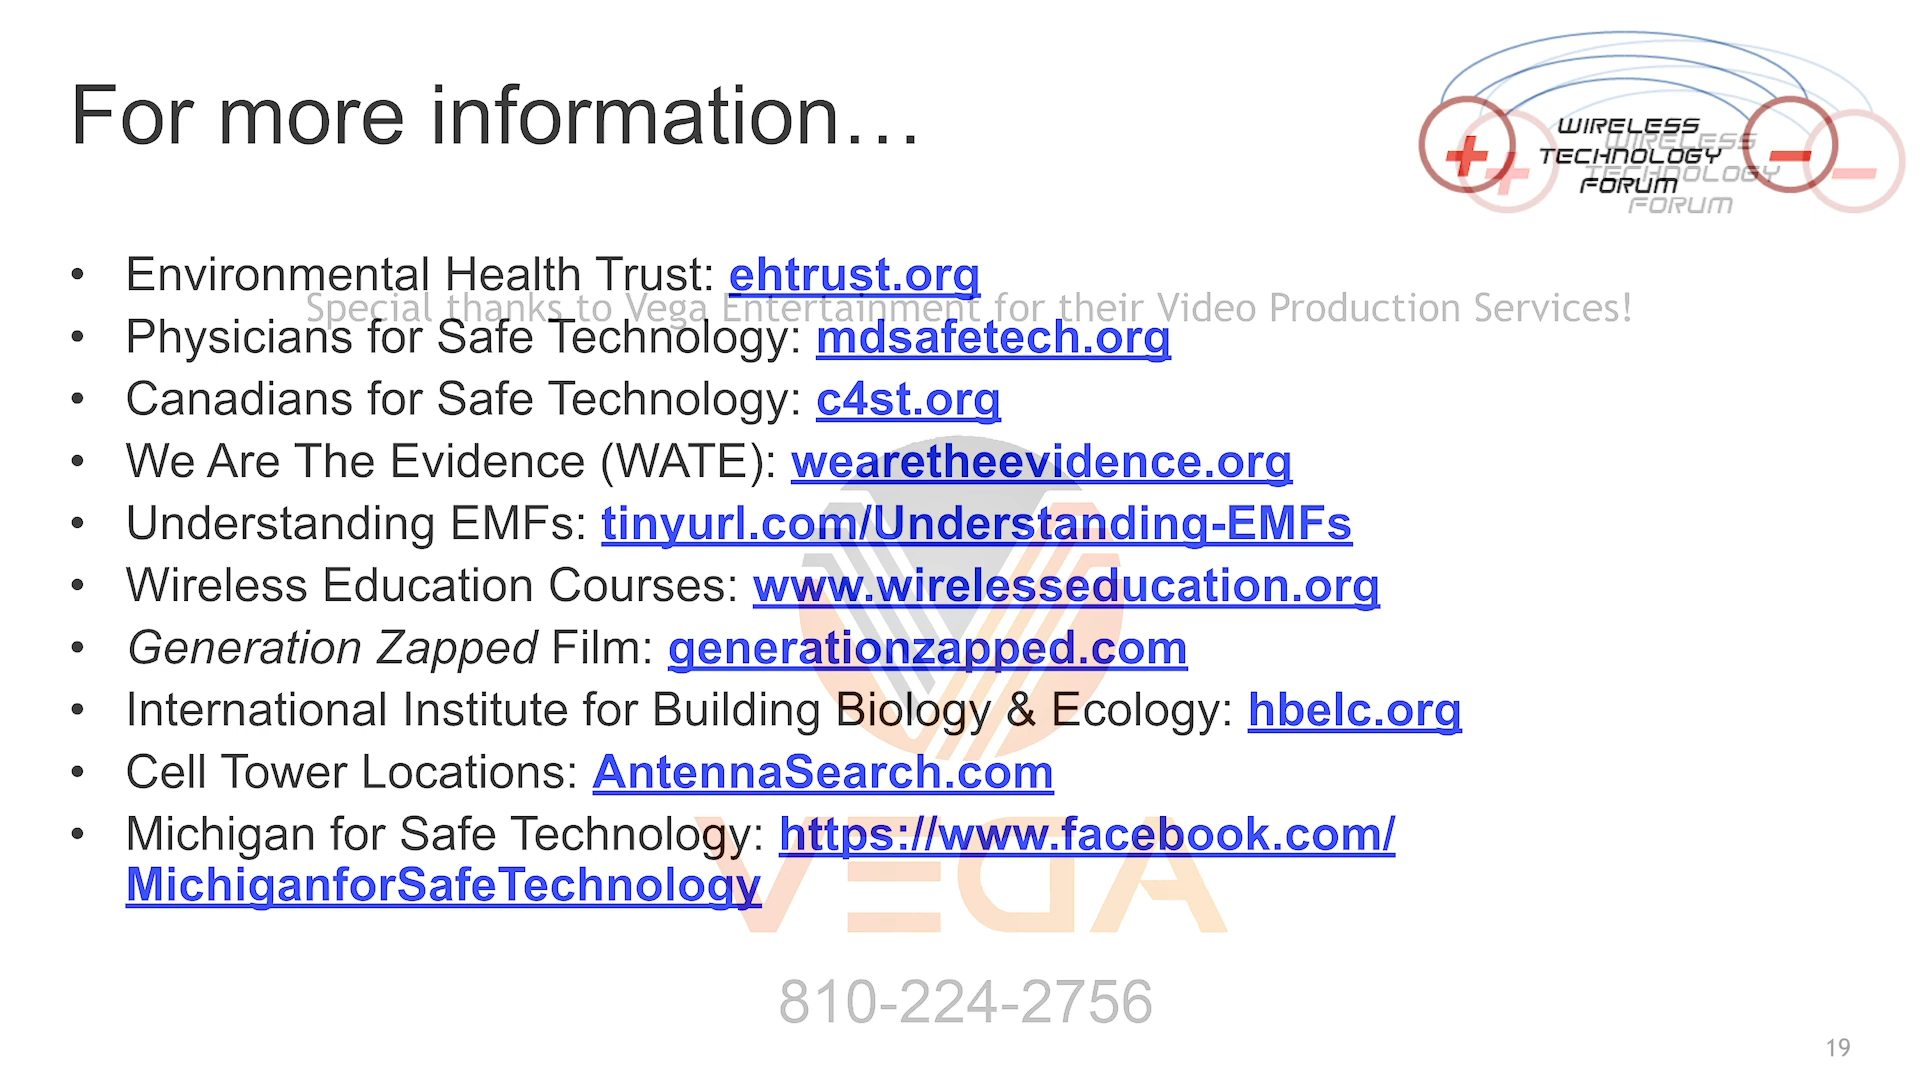 For more information…
WIRELESS
TECHNOLOGY
FORUM
WIRELESS
TECHNOLOGY
FORUM
• Environmental Health Trust: ehtrust.org
Special thanks to Vega Entertainment for their Video Production Services!
• Physicians for Safe Technology: mdsafetech.org
• Canadians for Safe Technology: c4st.org
• We Are The Evidence (WATE): wearetheevidence.org
• Understanding EMFs: tinyurl.com/Understanding-EMFs
• Wireless Education Courses: www.wirelesseducation.org
• Generation Zapped Film: generationzapped.com
• International Institute for Building Biology & Ecology: hbelc.org
• Cell Tower Locations: AntennaSearch.com
• Michigan for Safe Technology: https://www.facebook.com/
MichiganforSafeTechnology
VEGA
810-224-2756
19